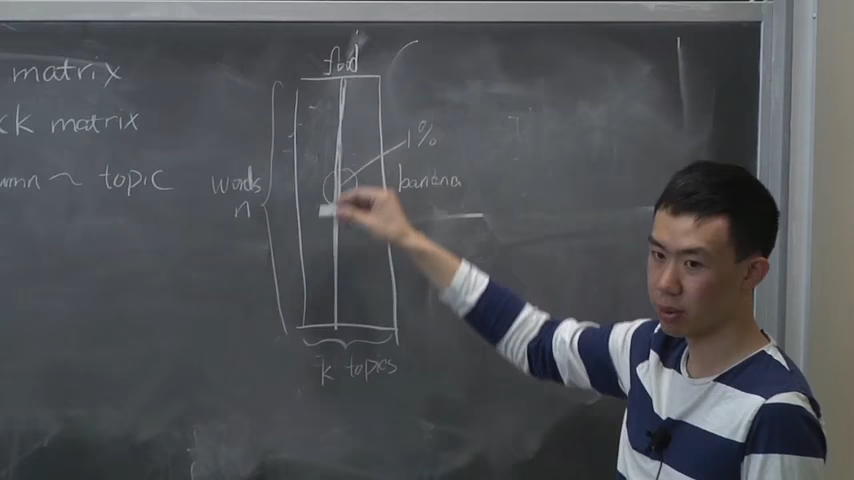 matrix
k matrix
~ topic
food
1%
words
banana
n
k topics